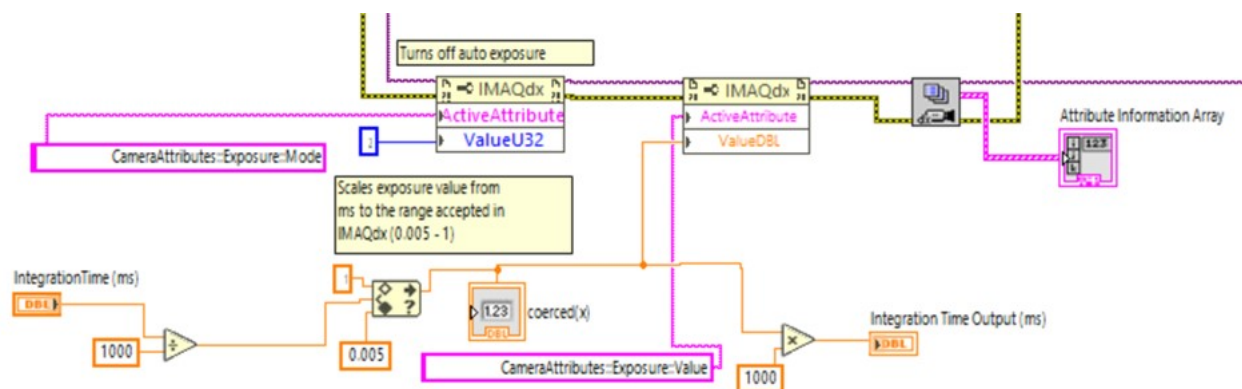 Turns off auto exposure
IMAQdx
ActiveAttribute
ValueU32
IMAQdx
ActiveAttribute
ValueDBL
Attribute Information Array
123
CameraAttributes::Exposure::Mode
Scales exposure value from
ms to the range accepted in
IMAQdx (0.005 - 1)
IntegrationTime (ms)
DBL
1000
÷
1
?
0.005
1.23
DBL
coerced(x)
CameraAttributes::Exposure::Value
×
1000
Integration Time Output (ms)
DBL